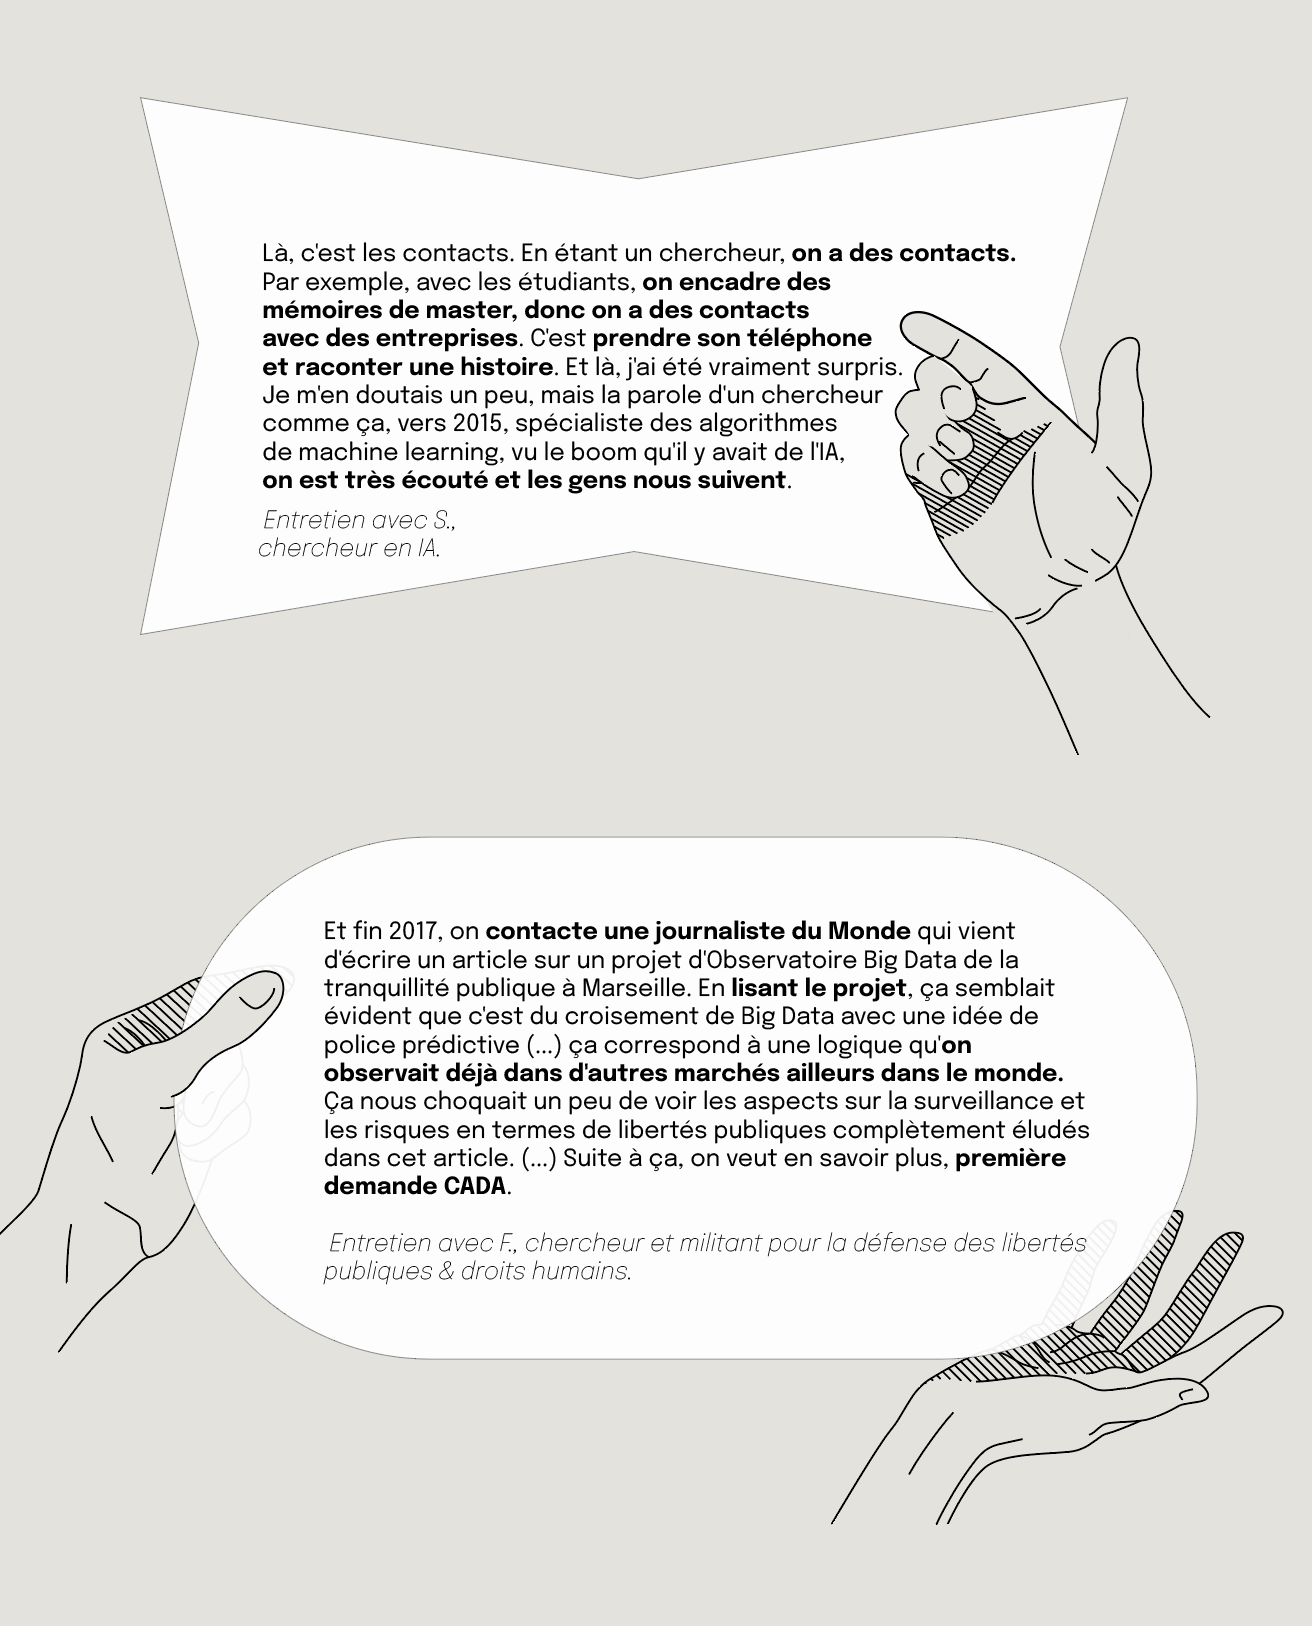 Là, c'est les contacts. En étant un chercheur, on a des contacts.
Par exemple, avec les étudiants, on encadre des
mémoires de master, donc on a des contacts
avec des entreprises. C'est prendre son téléphone
et raconter une histoire. Et là, j'ai été vraiment surpris.
Je m'en doutais un peu, mais la parole d'un chercheur
comme ça, vers 2015, spécialiste des algorithmes
de machine learning, vu le boom qu'il y avait de l'IA,
on est très écouté et les gens nous suivent.
Entretien avec S.,
chercheur en IA.
Et fin 2017, on contacte une journaliste du Monde qui vient
d'écrire un article sur un projet d'Observatoire Big Data de la
tranquillité publique à Marseille. En lisant le projet, ça semblait
évident que c'est du croisement de Big Data avec une idée de
police prédictive (...) ça correspond à une logique qu'on
observait déjà dans d'autres marchés ailleurs dans le monde.
Ça nous choquait un peu de voir les aspects sur la surveillance et
les risques en termes de libertés publiques complètement éludés
dans cet article. (...) Suite à ça, on veut en savoir plus, première
demande CADA.
Entretien avec F., chercheur et militant pour la défense des libertés
publiques & droits humains.